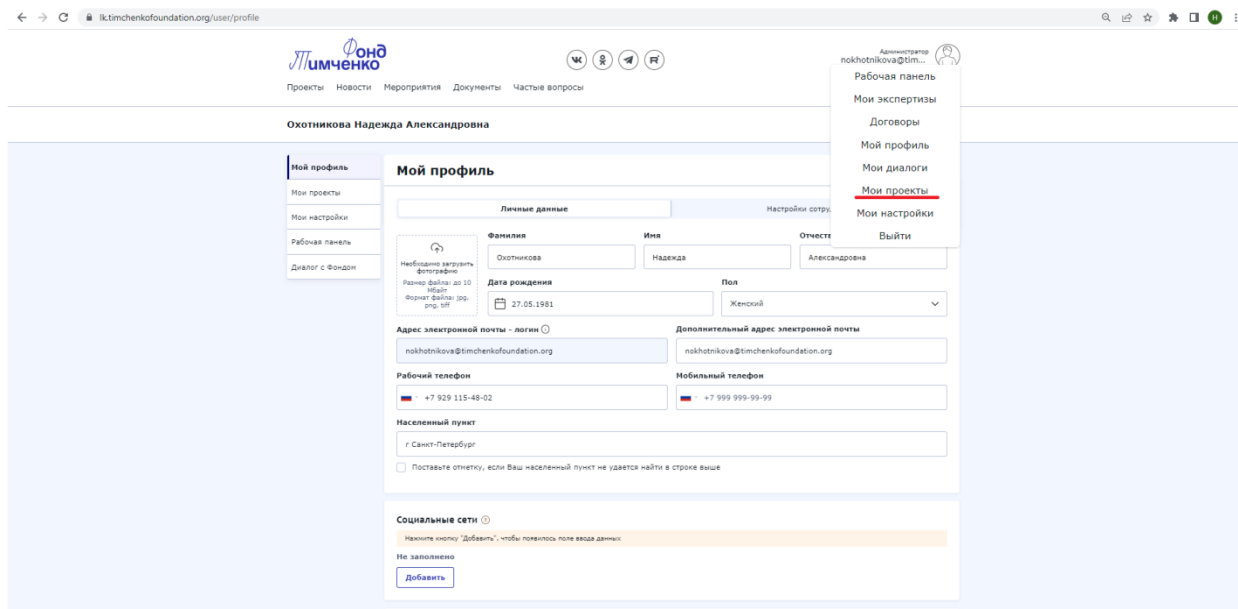 lk.timchenkofoundation.org/user/profile
H
Фонд
Тимченко
Администратор
nokhotnikova@tim...
Проекты Новости Мероприятия Документы Частые вопросы
Рабочая панель
Мои экспертизы
Договоры
Мой профиль
Мои диалоги
Мои проекты
Мои настройки
Выйти
Охотникова Надежда Александровна
Мой профиль
Мои проекты
Мои настройки
Рабочая панель
Диалог с Фондом
Мой профиль
Личные данные
Настройки сотру
Необходимо загрузить
фотографию
Размер файла: до 10
Мбайт
Формат файла: jpg,
png, tiff
Фамилия Имя Отчест
Охотникова Надежда Александровна
Дата рождения Пол
27.05.1981 Женский
Адрес электронной почты - логин Дополнительный адрес электронной почты
nokhotnikova@timchenkofoundation.org nokhotnikova@timchenkofoundation.org
Рабочий телефон Мобильный телефон
+7 929 115-48-02 +7 999 999-99-99
Населенный пункт
г Санкт-Петербург
Поставьте отметку, если Ваш населенный пункт не удается найти в строке выше
Социальные сети
Нажмите кнопку "Добавить", чтобы появилось поле ввода данных
Не заполнено
Добавить